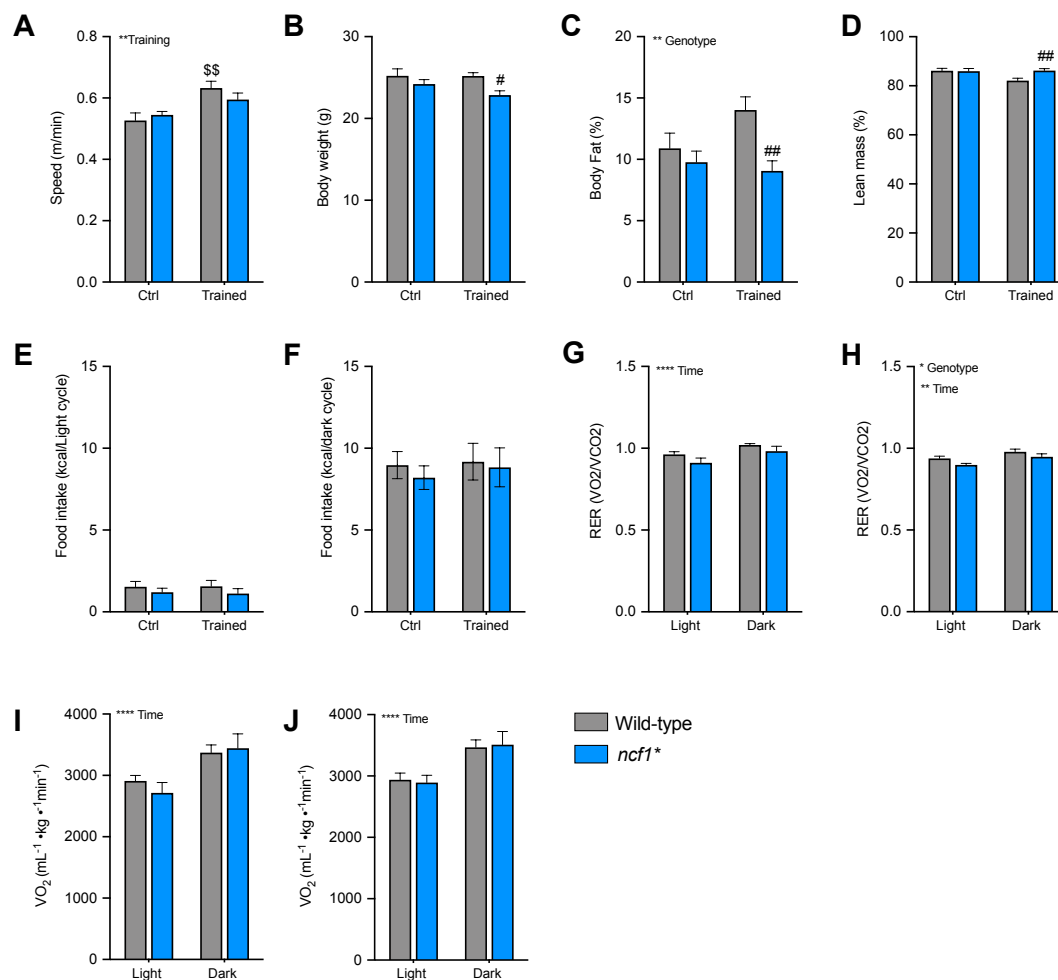 A
**Training
$$
Speed (m/min)
0.8
0.6
0.4
0.2
0.0
Ctrl
Trained
B
#
Body weight (g)
30
20
10
0
Ctrl
Trained
C
** Genotype
##
Body Fat (%)
20
15
10
5
0
Ctrl
Trained
D
##
Lean mass (%)
100
80
60
40
20
0
Ctrl
Trained
E
Food intake (kcal/Light cycle)
15
10
5
0
Ctrl
Trained
F
Food intake (kcal/dark cycle)
15
10
5
0
Ctrl
Trained
G
**** Time
RER (VO2/VCO2)
1.5
1.0
0.5
0.0
Light
Dark
H
* Genotype
** Time
RER (VO2/VCO2)
1.5
1.0
0.5
0.0
Light
Dark
I
**** Time
VO₂ (mL⁻¹ •kg •⁻¹min⁻¹)
4000
3000
2000
1000
0
Light
Dark
J
**** Time
VO₂ (mL⁻¹ •kg •⁻¹min⁻¹)
4000
3000
2000
1000
0
Light
Dark
Wild-type
ncf1*